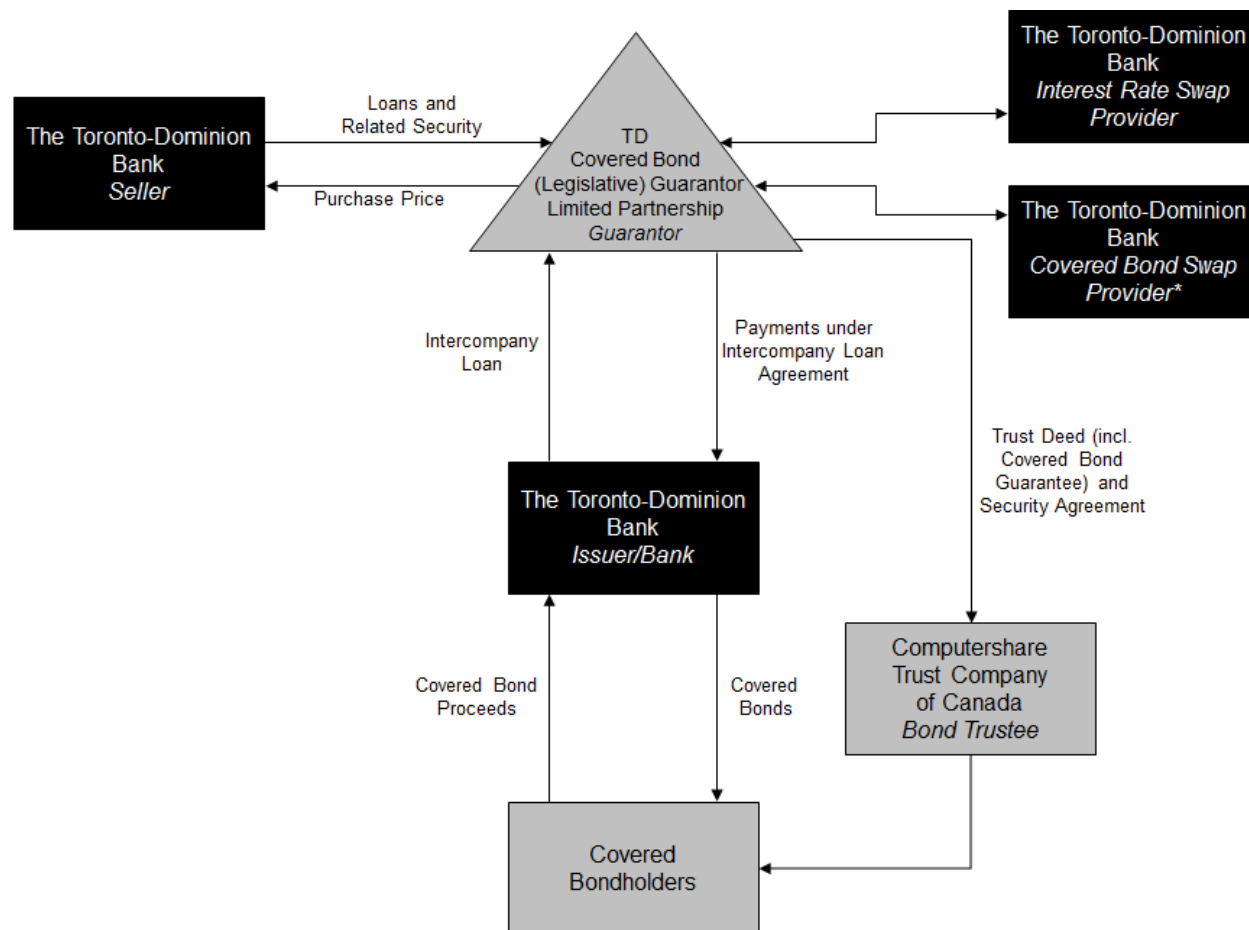 The Toronto-Dominion
Bank
Interest Rate Swap
Provider
Loans and
Related Security
The Toronto-Dominion
Bank
Seller
Purchase Price
TD
Covered Bond
(Legislative) Guarantor
Limited Partnership
Guarantor
The Toronto-Dominion
Bank
Covered Bond Swap
Provider*
Intercompany
Loan
Payments under
Intercompany Loan
Agreement
Trust Deed (incl.
Covered Bond
Guarantee) and
Security Agreement
The Toronto-Dominion
Bank
Issuer/Bank
Covered Bond
Proceeds
Covered
Bonds
Computershare
Trust Company
of Canada
Bond Trustee
Covered
Bondholders